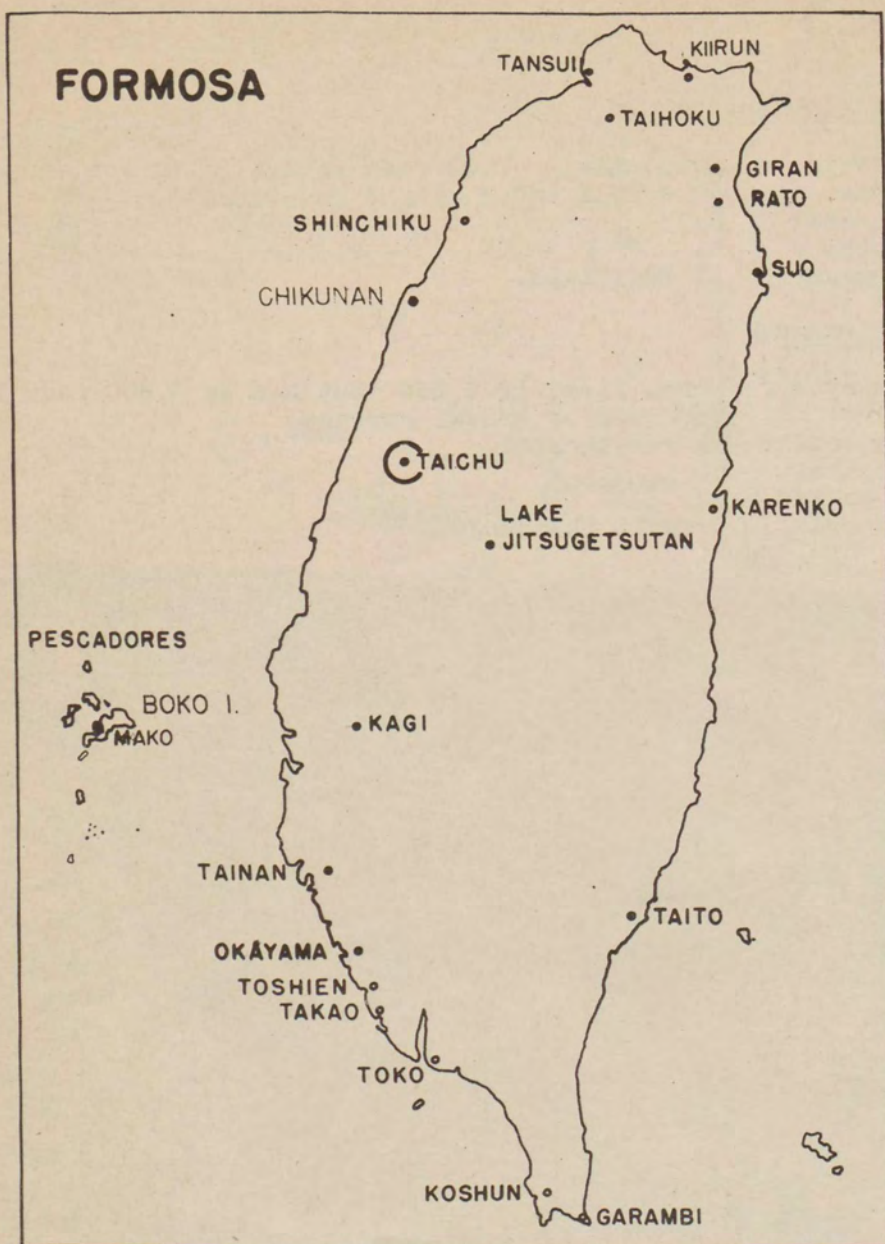 FORMOSA
KIIRUN
TANSUI
TAIHOKU
GIRAN
RATO
SHINCHIKU
SUO
CHIKUNAN
TAICHU
LAKE
JITSUGETSUTAN
KARENKO
PESCADORES
BOKO I.
MAKO
KAGI
TAINAN
TAITO
OKAYAMA
TOSHIEN
TAKAO
TOKO
KOSHUN
GARAMBI